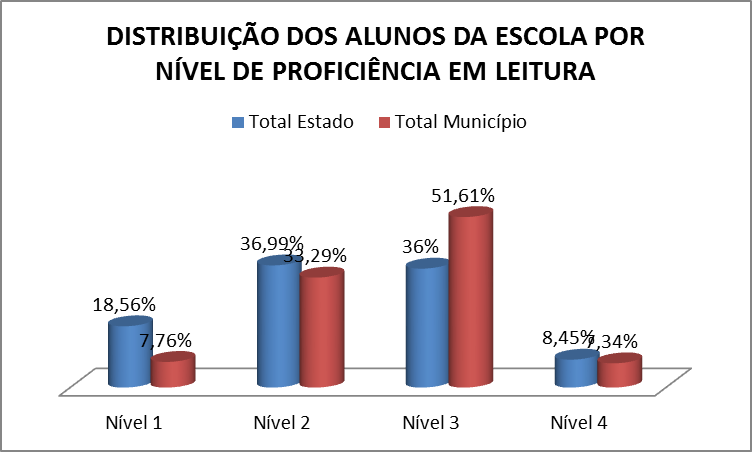 DISTRIBUIÇÃO DOS ALUNOS DA ESCOLA POR
NÍVEL DE PROFICIÊNCIA EM LEITURA
Total Estado Total Município
18,56%
7,76%
36,99%
33,29%
36%
51,61%
8,45%
7,34%
Nível 1 Nível 2 Nível 3 Nível 4